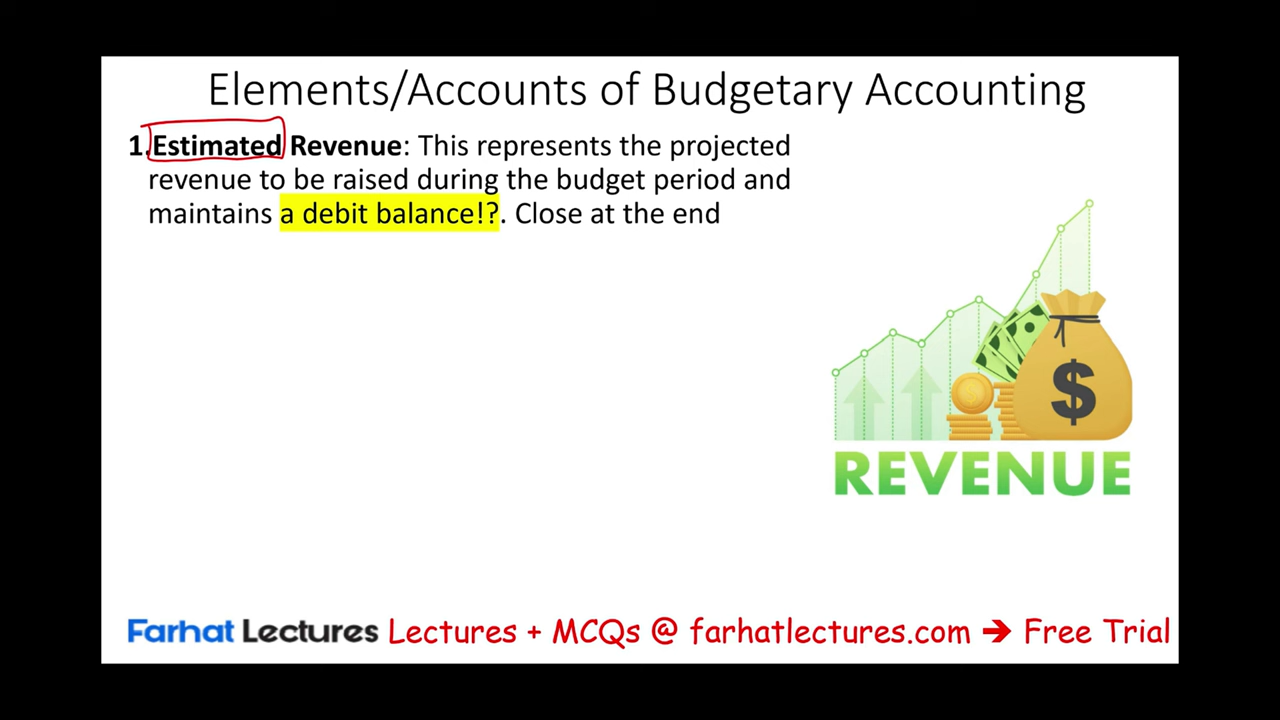 Elements/Accounts of Budgetary Accounting
1.Estimated Revenue: This represents the projected
revenue to be raised during the budget period and
maintains a debit balance!?. Close at the end
$
$
REVENUE
Farhat Lectures Lectures + MCQs @ farhatlectures.com ➔ Free Trial